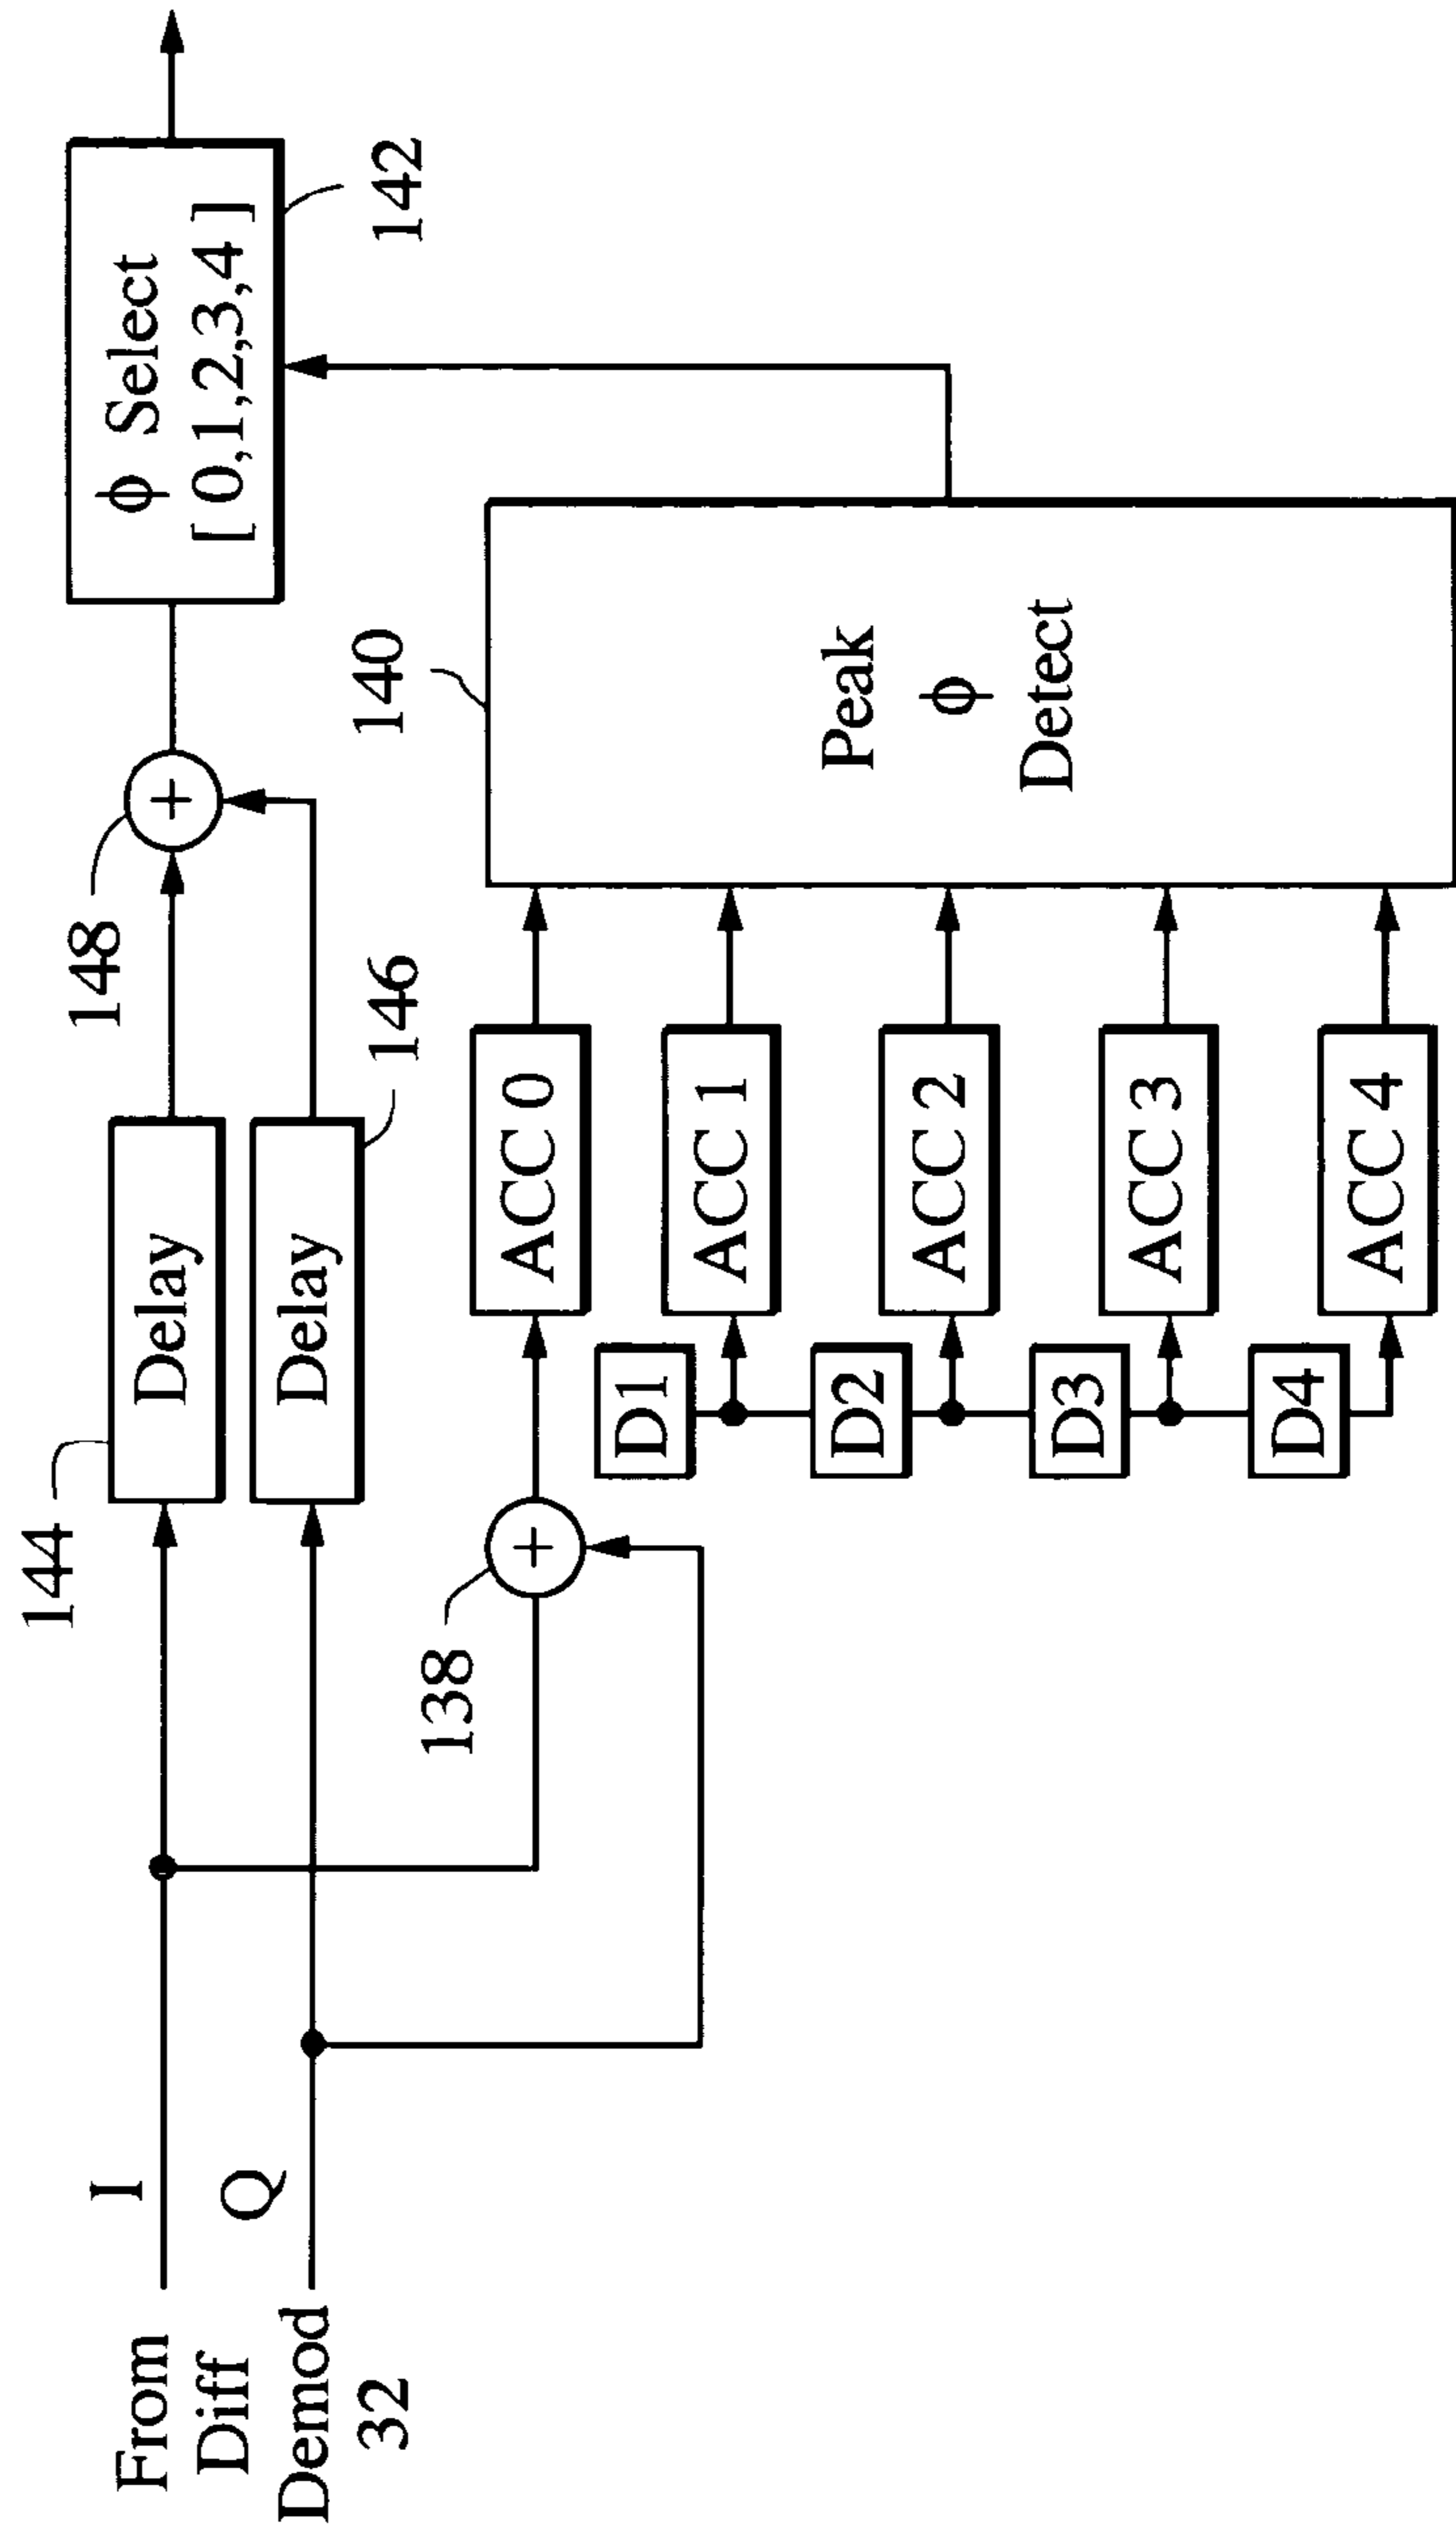 From
Diff
Demod
32
I
Q
144
Delay
Delay
146
148
+
ϕ Select
[ 0,1,2,3,4 ]
142
138
+
D1
D2
D3
D4
ACC 0
ACC 1
ACC 2
ACC 3
ACC 4
140
Peak
ϕ
Detect